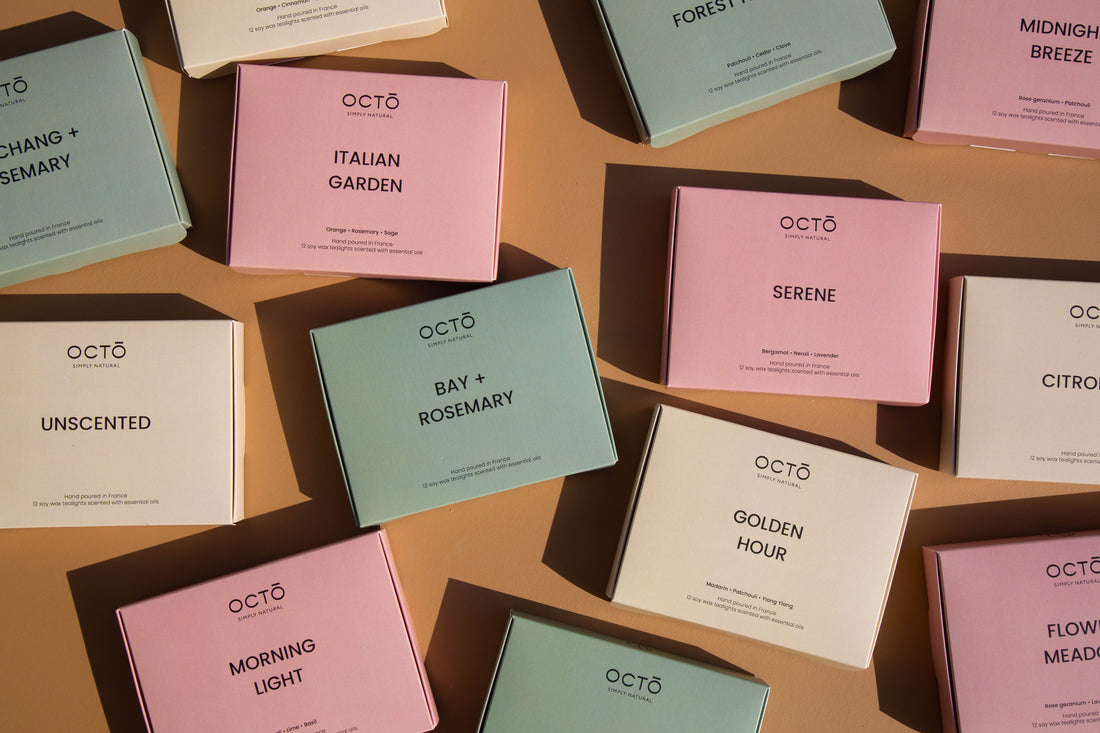 Orange • Cinnamon
Hand poured in France
12 soy wax tealights scented with essential oils
FOREST
Patchouli • Cedar • Clove
Hand poured in France
12 soy wax tealights scented with essential oils
MIDNIGH
BREEZE
Rose geranium • Patchouli
Hand poured in France
12 soy wax tealights scented with essen
CTŌ
NATURAL
CHANG +
SEMARY
Hand poured in France
wax tealights scented with essential oils
OCTŌ
SIMPLY NATURAL
ITALIAN
GARDEN
Orange • Rosemary • Sage
Hand poured in France
12 soy wax tealights scented with essential oils
OCTŌ
SIMPLY NATURAL
SERENE
Bergamot • Neroli • Lavender
Hand poured in France
12 soy wax tealights scented with essential oils
OC
SIMPLY
CITRO
Hand poured
12 soy wax tealights
OCTŌ
SIMPLY NATURAL
UNSCENTED
Hand poured in France
12 soy wax tealights scented with essential oils
OCTŌ
SIMPLY NATURAL
BAY +
ROSEMARY
Hand poured in France
12 soy wax tealights scented with essential oils
OCTŌ
SIMPLY NATURAL
GOLDEN
HOUR
Madarin • Patchouli • Ylang Ylang
Hand poured in France
12 soy wax tealights scented with essential oils
OCTŌ
SIMPLY NATURAL
MORNING
LIGHT
Lime • Basil
OCTŌ
SIMPLY NATURAL
OCTŌ
SIMPLY NATURAL
FLOW
MEADO
Rose geranium • Lav
Hand poured in France
12 soy wax tealights scented with